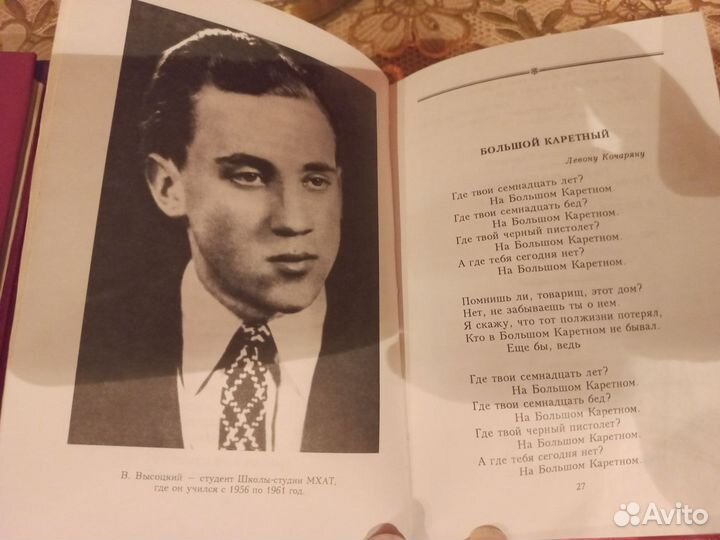 В. Высоцкий — студент Школы-студии МХАТ,
где он учился с 1956 по 1961 год.
БОЛЬШОЙ КАРЕТНЫЙ
Левону Кочаряну
Где твои семнадцать лет?
На Большом Каретном.
Где твои семнадцать бед?
На Большом Каретном.
Где твой черный пистолет?
На Большом Каретном.
А где тебя сегодня нет?
На Большом Каретном.
Помнишь ли, товарищ, этот дом?
Нет, не забываешь ты о нем.
Я скажу, что тот полжизни потерял,
Кто в Большом Каретном не бывал.
Еще бы, ведь
Где твои семнадцать лет?
На Большом Каретном.
Где твои семнадцать бед?
На Большом Каретном.
Где твой черный пистолет?
На Большом Каретном.
А где тебя сегодня нет?
На Большом Каретном.
27
Avito